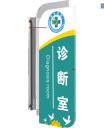 诊断室
Diagnosis room